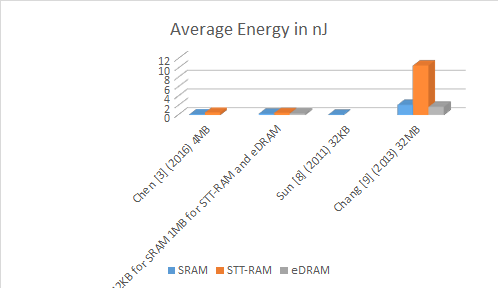 Average Energy in nJ
12
10
8
6
4
2
0
Chen [3] (2016) 4MB
2KB for SRAM 1MB for STT-RAM and eDRAM
Sun [8] (2011) 32KB
Chang [9] (2013) 32MB
SRAM STT-RAM eDRAM